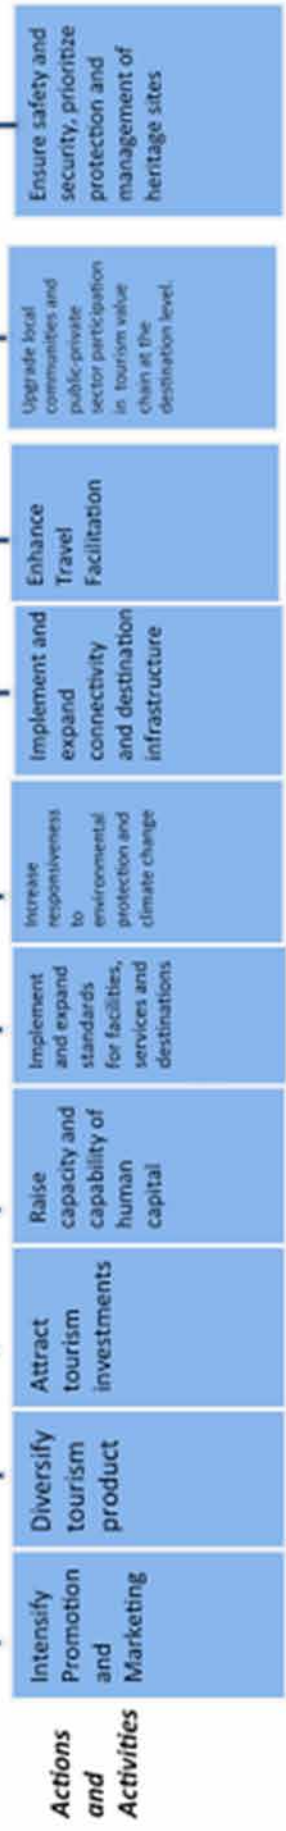 Actions
and
Activities
Intensify
Promotion
and
Marketing
Diversify
tourism
product
Attract
tourism
investments
Raise
capacity and
capability of
human
capital
Implement
and expand
standards
for facilities,
services and
destinations
Increase
responsiveness
to
environmental
protection and
climate change
Implement and
expand
connectivity
and destination
infrastructure
Enhance
Travel
Facilitation
Upgrade local
communities and
public-private
sector participation
in tourism value
chain at the
destination level.
Ensure safety and
security, prioritize
protection and
management of
heritage sites